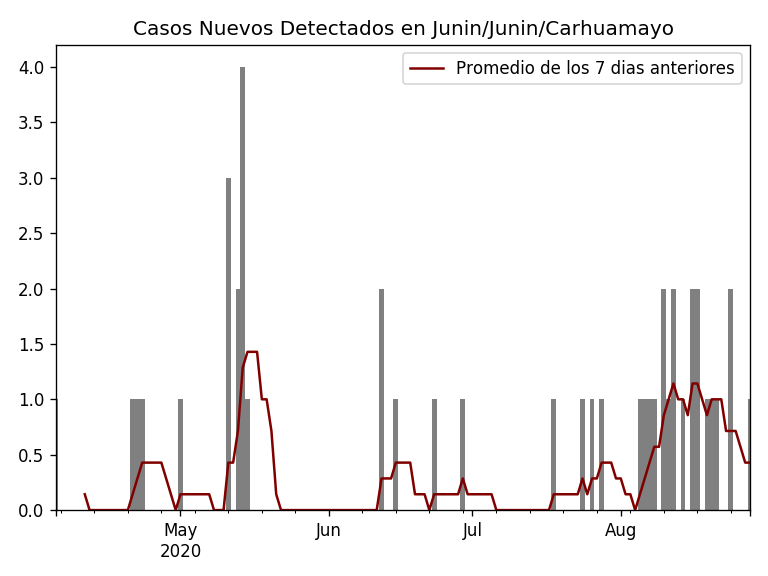 Casos Nuevos Detectados en Junin/Junin/Carhuamayo
Promedio de los 7 dias anteriores
4.0
3.5
3.0
2.5
2.0
1.5
1.0
0.5
0.0
May
2020
Jun
Jul
Aug